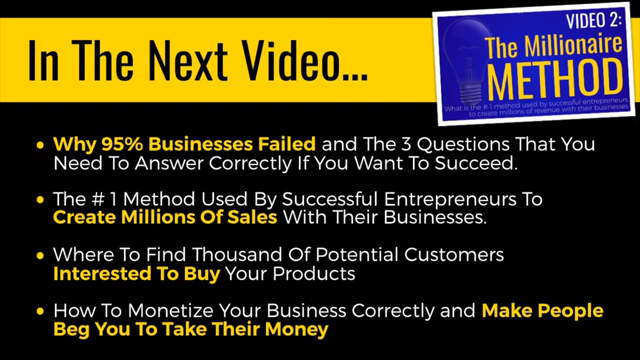 In The Next Video...
VIDEO 2:
The Millionaire
METHOD
What is the # 1 method used by successful entrepreneurs
to create millions of revenue with their businesses
Why 95% Businesses Failed and The 3 Questions That You
Need To Answer Correctly If You Want To Succeed.
The # 1 Method Used By Successful Entrepreneurs To
Create Millions Of Sales With Their Businesses.
Where To Find Thousand Of Potential Customers
Interested To Buy Your Products
How To Monetize Your Business Correctly and Make People
Beg You To Take Their Money